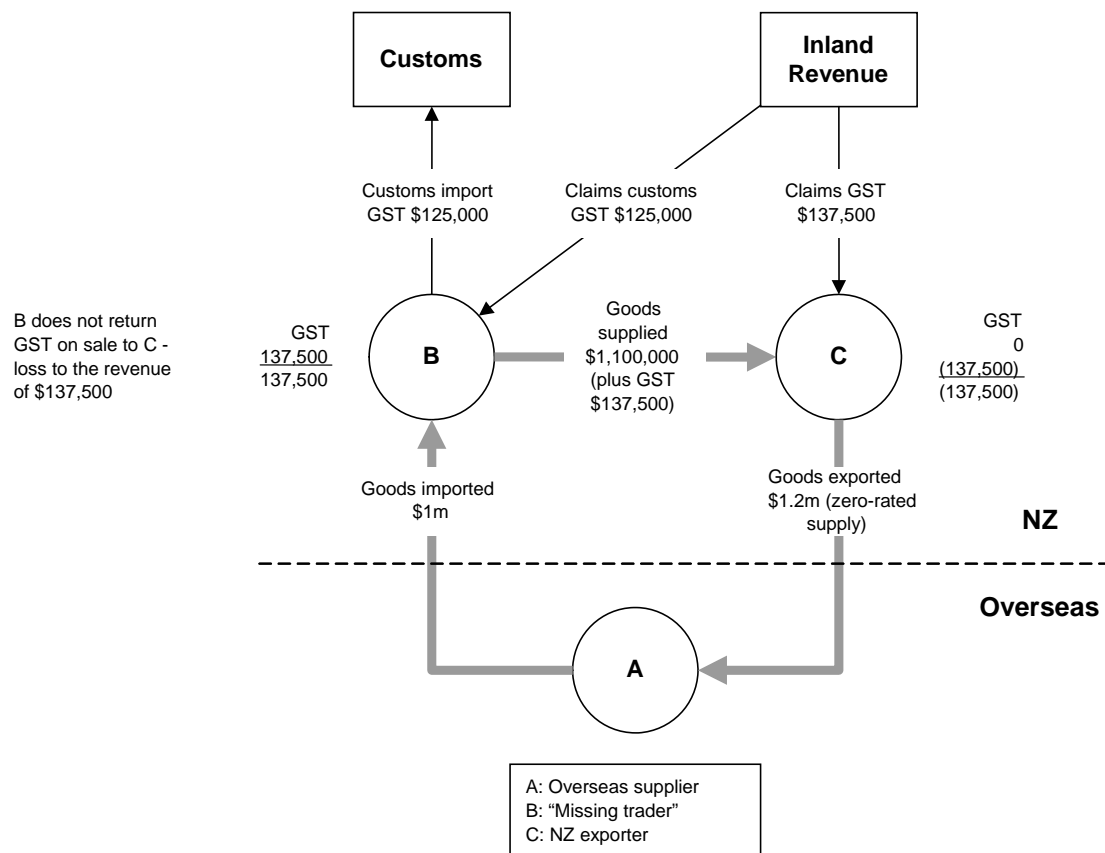 Customs
Inland
Revenue
Customs import
GST $125,000
Claims customs
GST $125,000
Claims GST
$137,500
B does not return
GST on sale to C -
loss to the revenue
of $137,500
GST
137,500
137,500
B
Goods
supplied
$1,100,000
(plus GST
$137,500)
C
GST
0
(137,500)
(137,500)
Goods imported
$1m
Goods exported
$1.2m (zero-rated
supply)
NZ
Overseas
A
A: Overseas supplier
B: “Missing trader”
C: NZ exporter